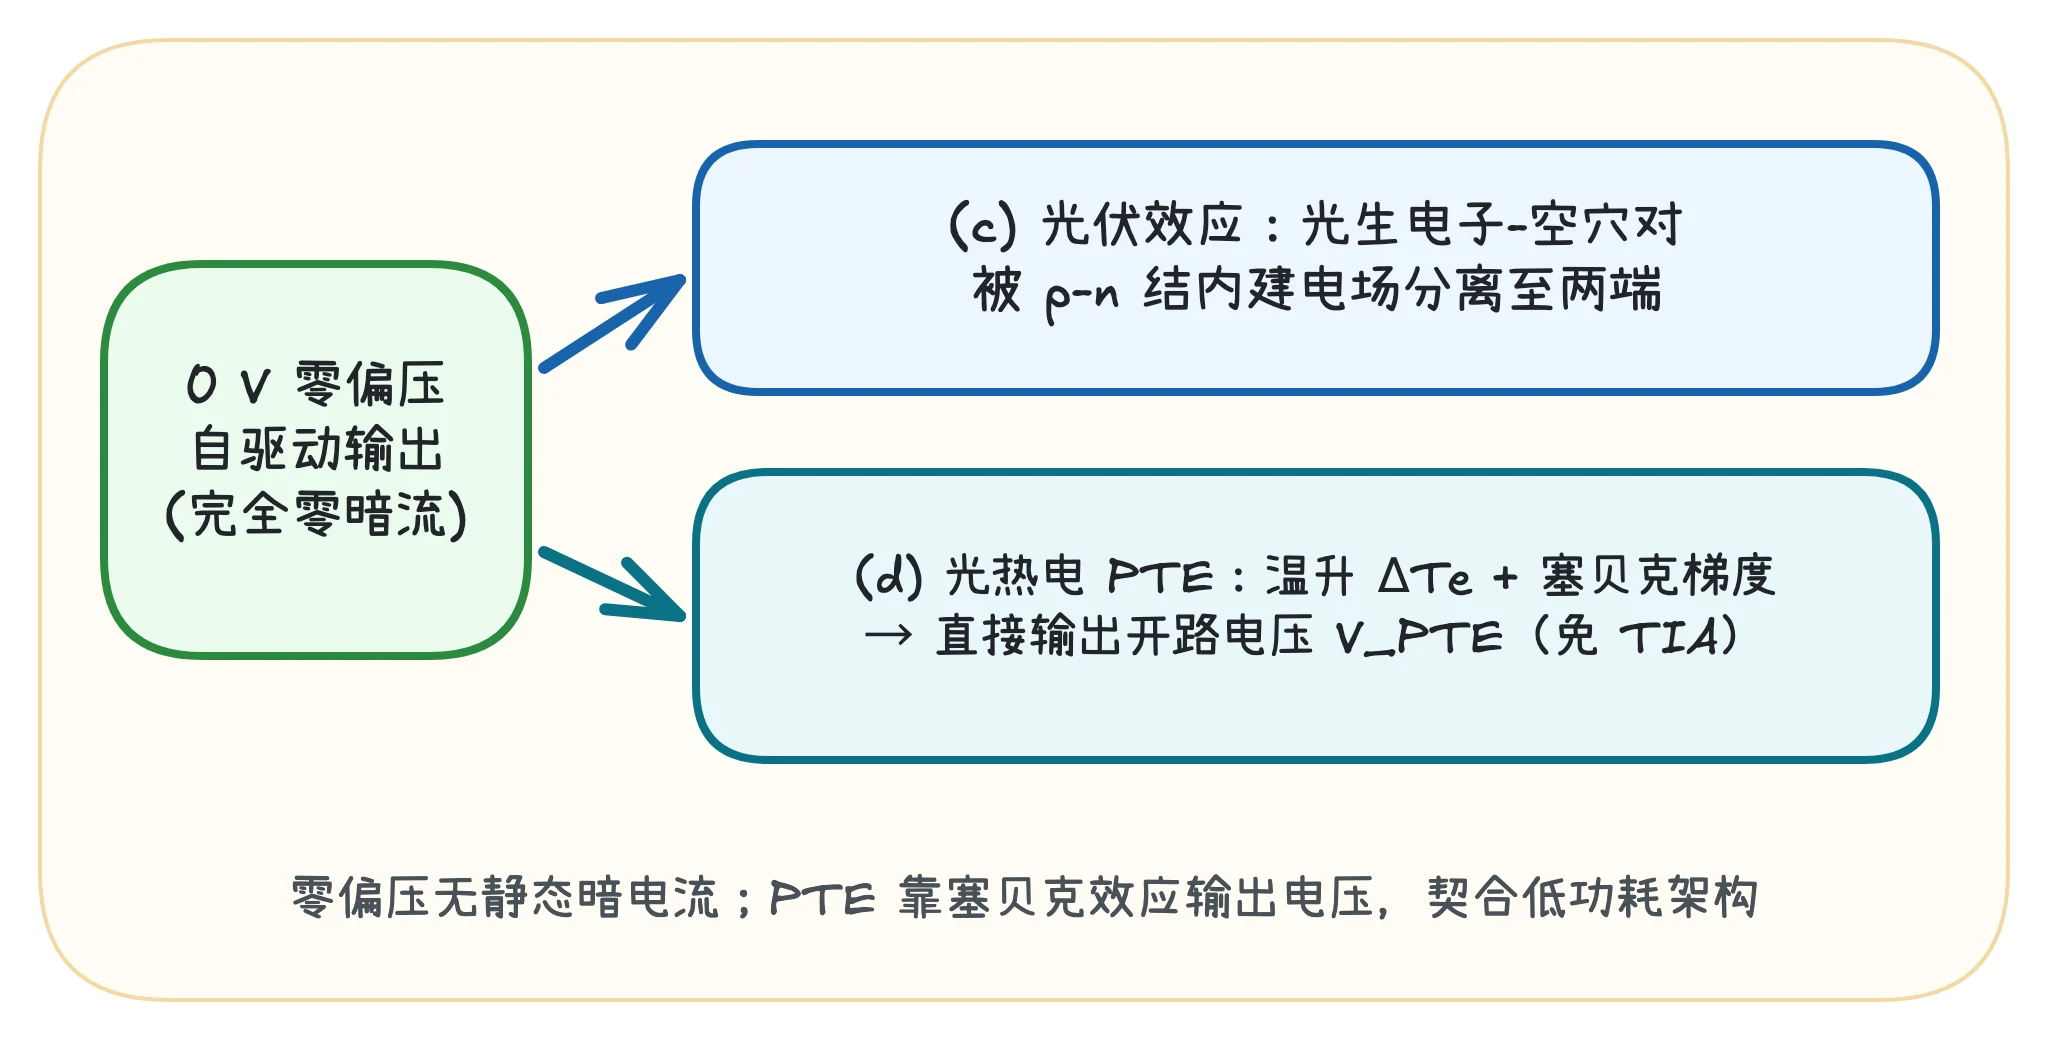 0 V 零偏压
自驱动输出
(完全零暗流)
(c) 光伏效应：光生电子-空穴对
被 p-n 结内建电场分离至两端
(d) 光热电 PTE：温升 ΔTe + 塞贝克梯度
→ 直接输出开路电压 V_PTE（免 TIA）
零偏压无静态暗电流；PTE 靠塞贝克效应输出电压，契合低功耗架构